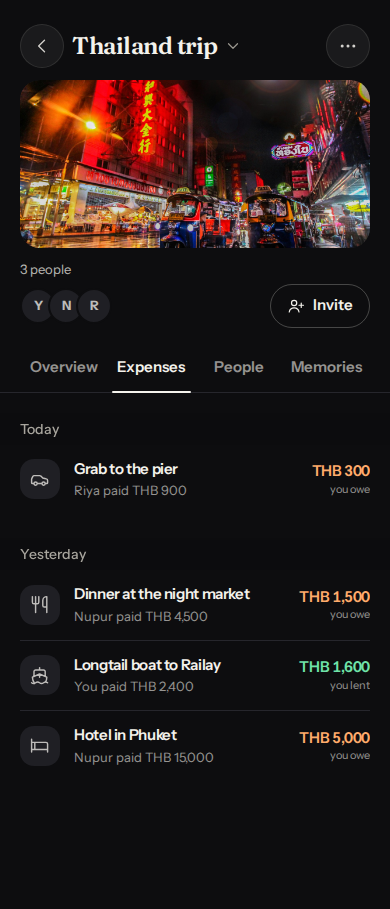 Thailand trip
3 people
Y N R
Invite
Overview Expenses People Memories
Today
Grab to the pier
THB 300
Riya paid THB 900
you owe
Yesterday
Dinner at the night market
THB 1,500
Nupur paid THB 4,500
you owe
Longtail boat to Railay
THB 1,600
You paid THB 2,400
you lent
Hotel in Phuket
THB 5,000
Nupur paid THB 15,000
you owe